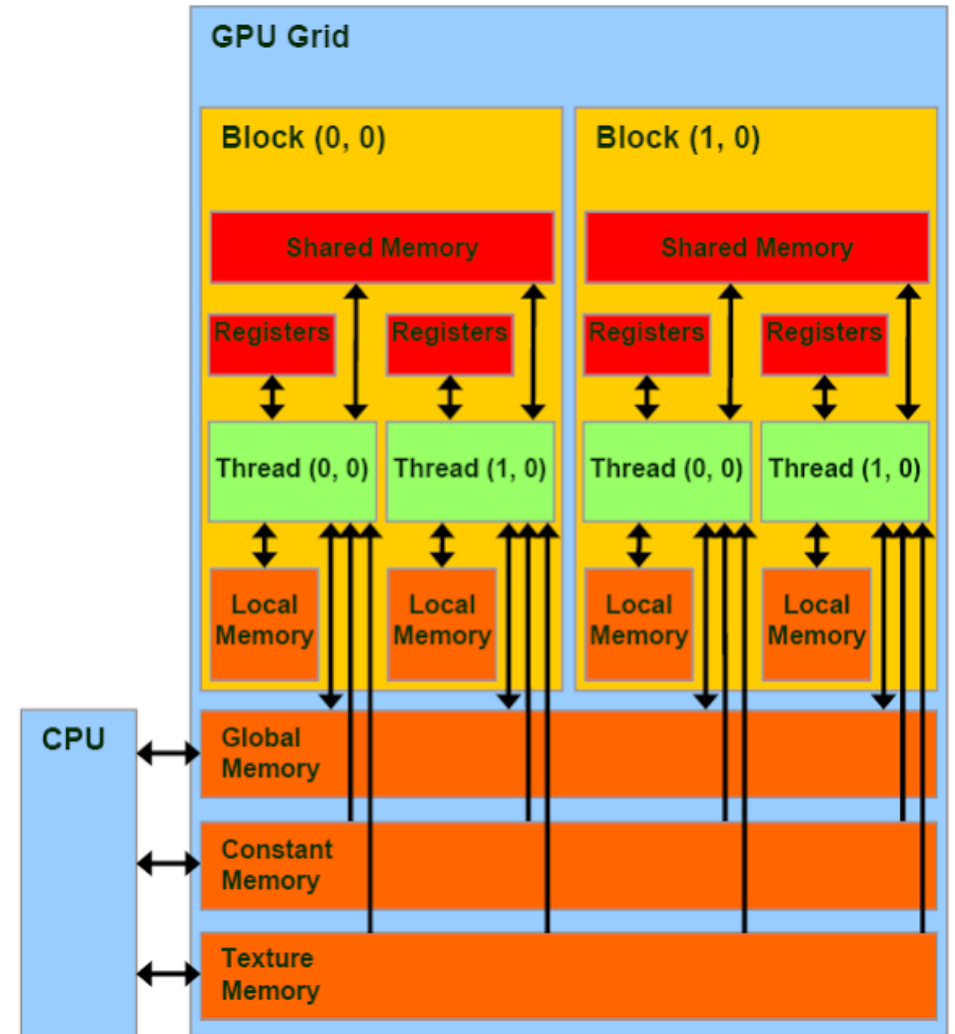 GPU Grid
Block (0, 0)
Block (1, 0)
Shared Memory
Shared Memory
Registers
Registers
Registers
Registers
Thread (0, 0)
Thread (1, 0)
Thread (0, 0)
Thread (1, 0)
Local
Memory
Local
Memory
Local
Memory
Local
Memory
CPU
Global
Memory
Constant
Memory
Texture
Memory